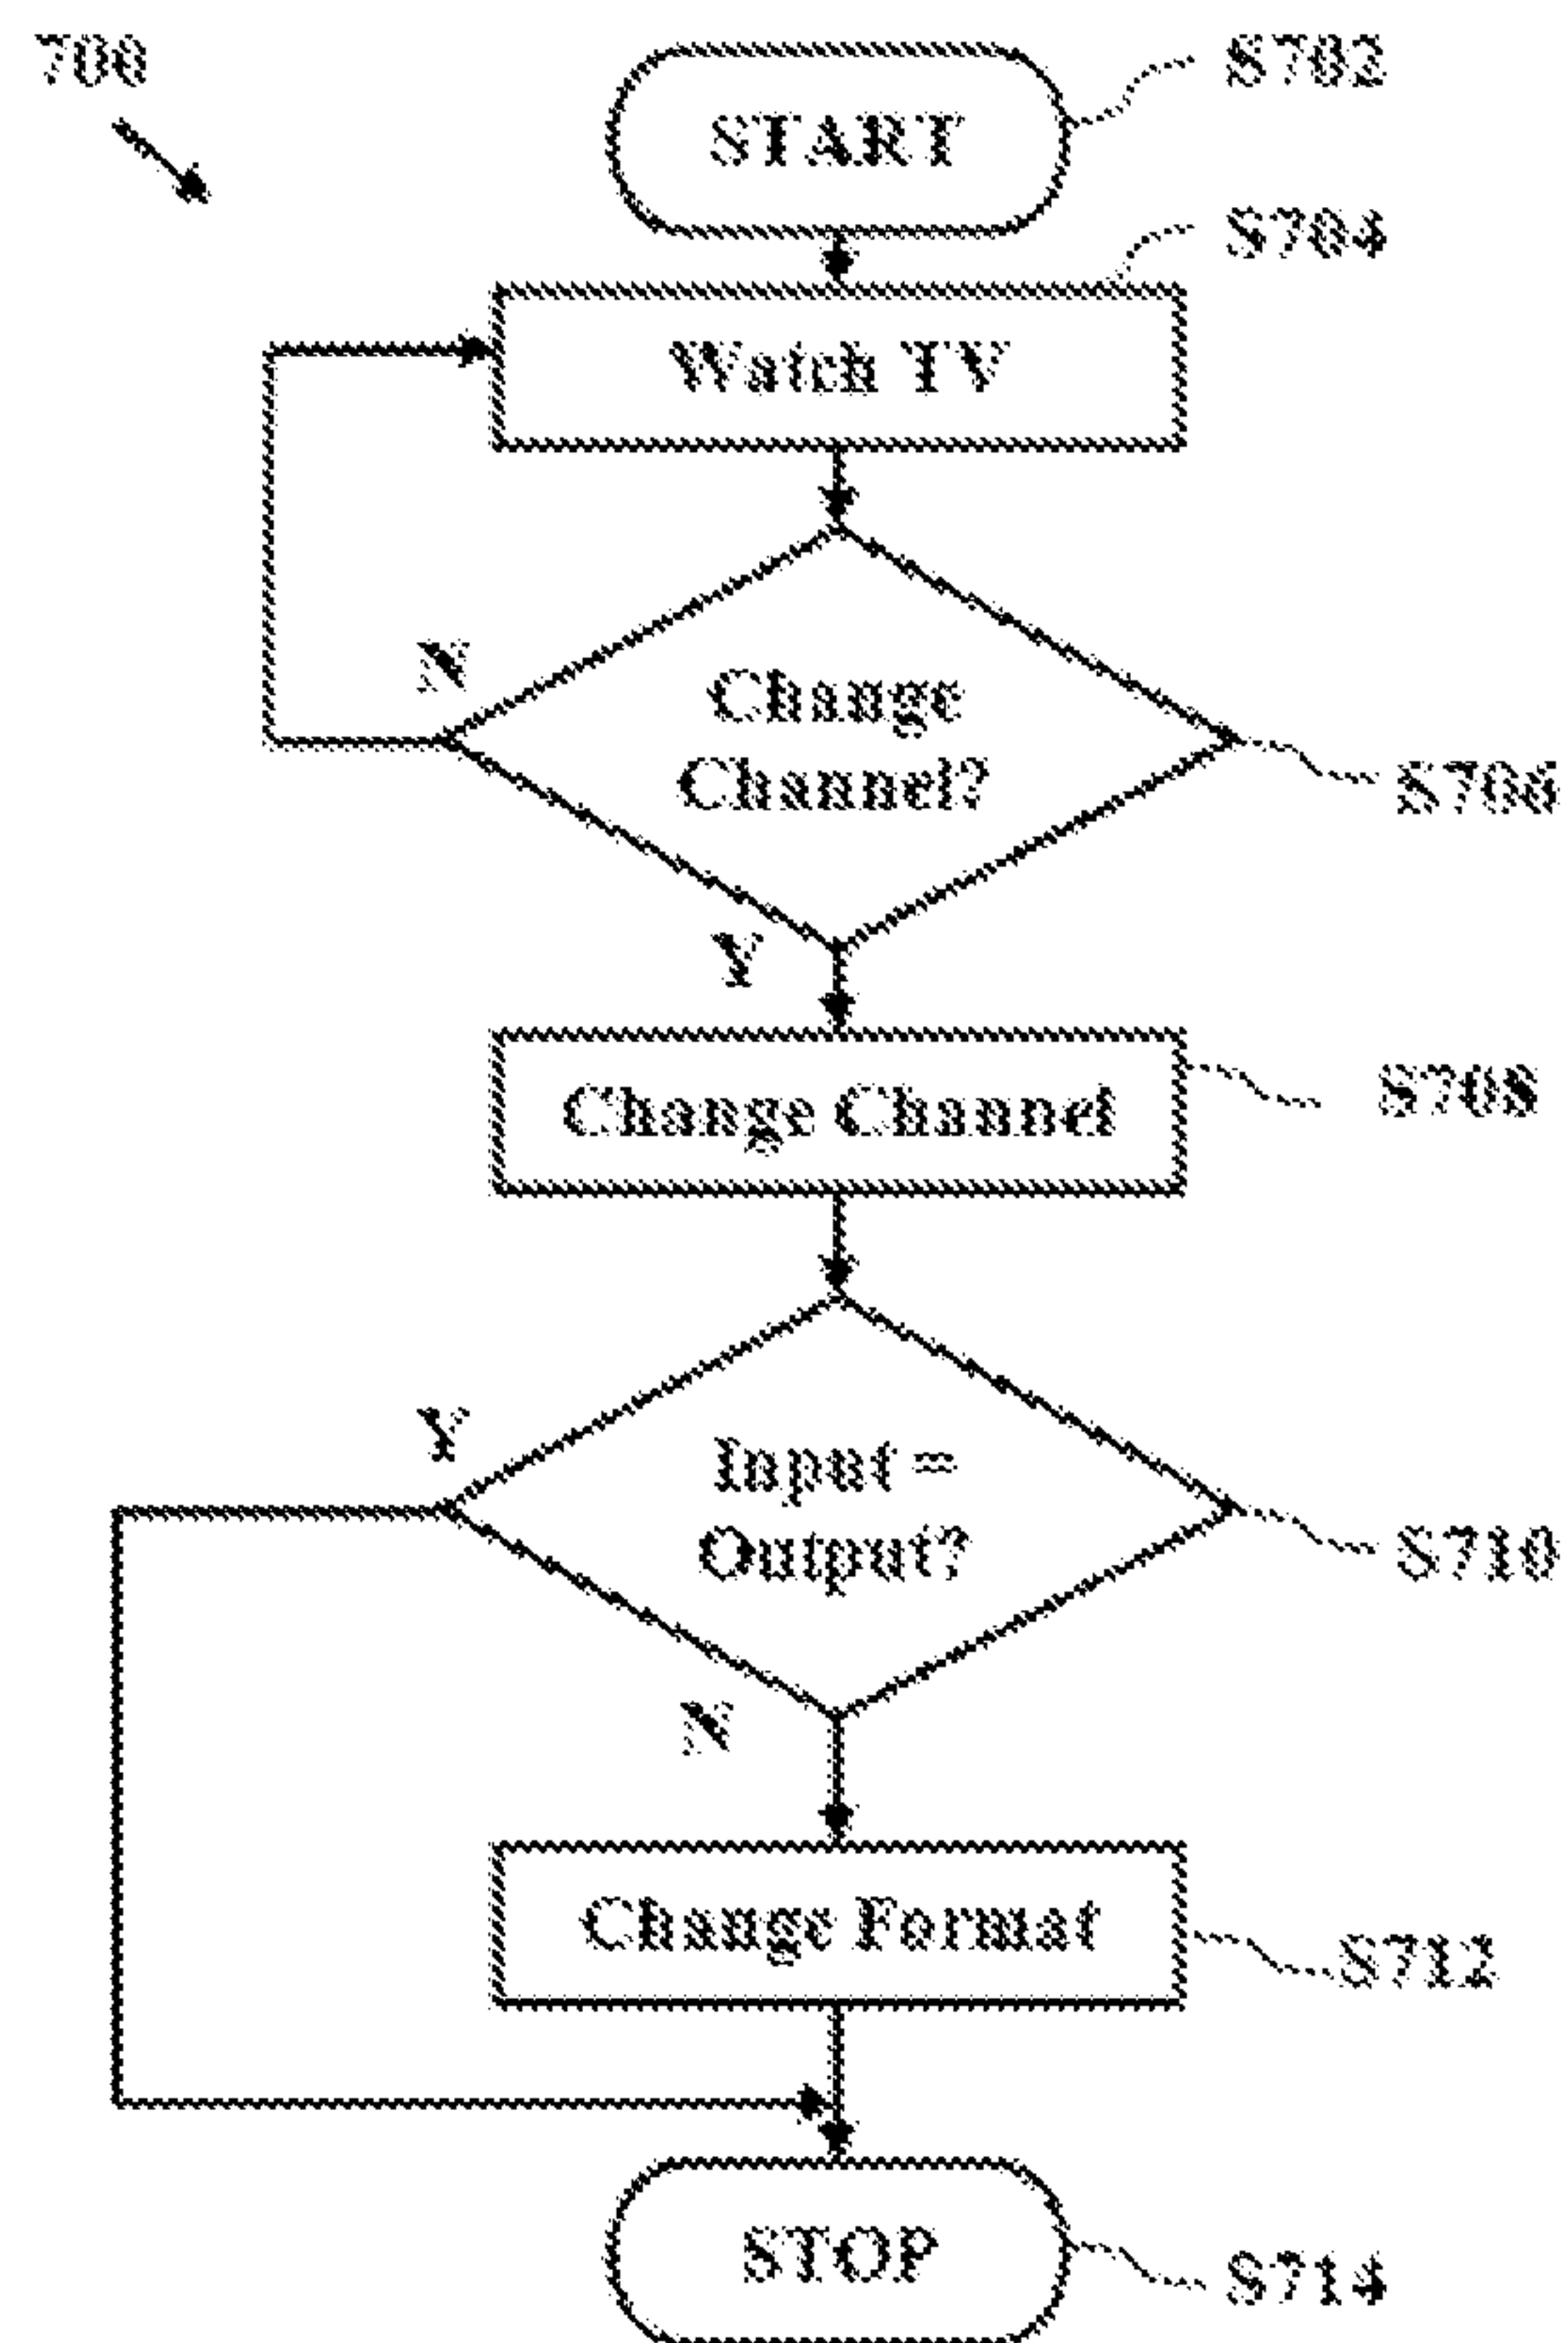 700
START
S702
S704
Watch TV
N
Change
Channel?
S706
Y
Change Channel
S708
Y
Input =
Output?
S710
N
Change Format
S712
STOP
S714